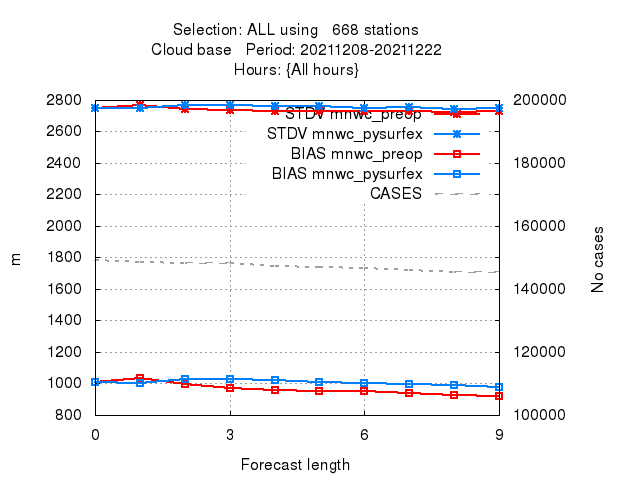 Selection: ALL using   668 stations
Cloud base   Period: 20211208-20211222
Hours: {All hours}
2800
2600
2400
2200
2000
1800
1600
1400
1200
1000
800
m
STDV mnwc_preop
STDV mnwc_pysurfex
BIAS mnwc_preop
BIAS mnwc_pysurfex
CASES
200000
180000
160000
140000
120000
100000
No cases
0 3 6 9
Forecast length